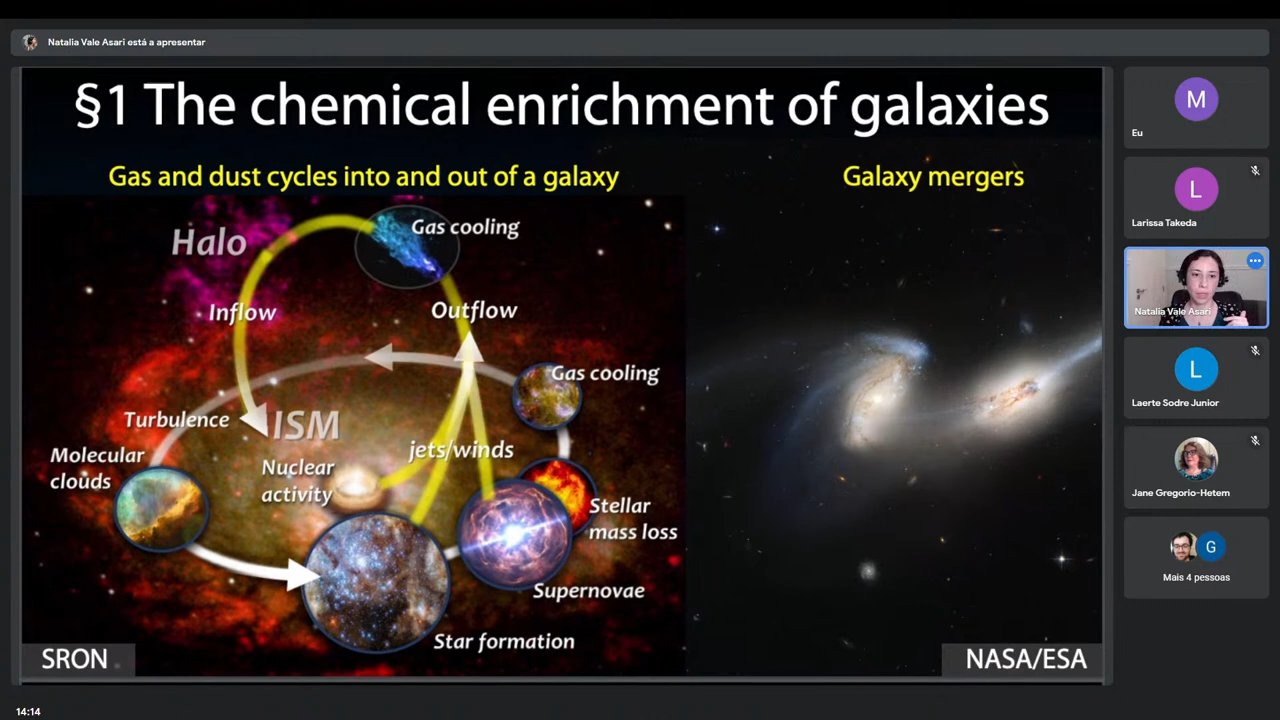 Natalia Vale Asari está a apresentar
§1 The chemical enrichment of galaxies
Gas and dust cycles into and out of a galaxy
Galaxy mergers
Halo
Gas cooling
Inflow
Outflow
Gas cooling
Turbulence
ISM
Molecular
clouds
Nuclear
activity
jets/winds
Stellar
mass loss
Supernovae
Star formation
SRON
NASA/ESA
M
Eu
L
Larissa Takeda
Natalia Vale Asari
L
Laerte Sodre Junior
Jane Gregorio-Hetem
G
Mais 4 pessoas
14:14